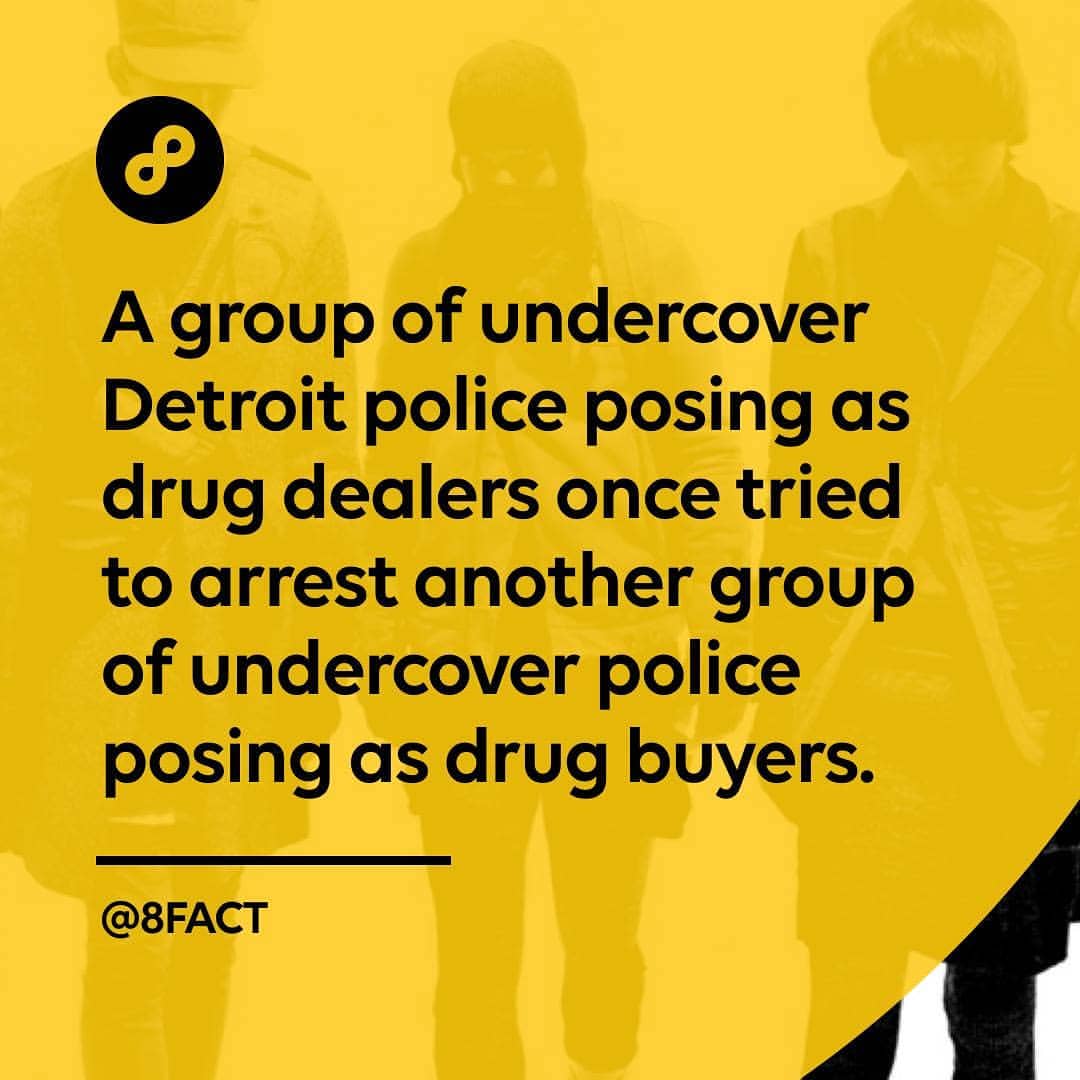 A group of undercover
Detroit police posing as
drug dealers once tried
to arrest another group
of undercover police
posing as drug buyers.
@8FACT